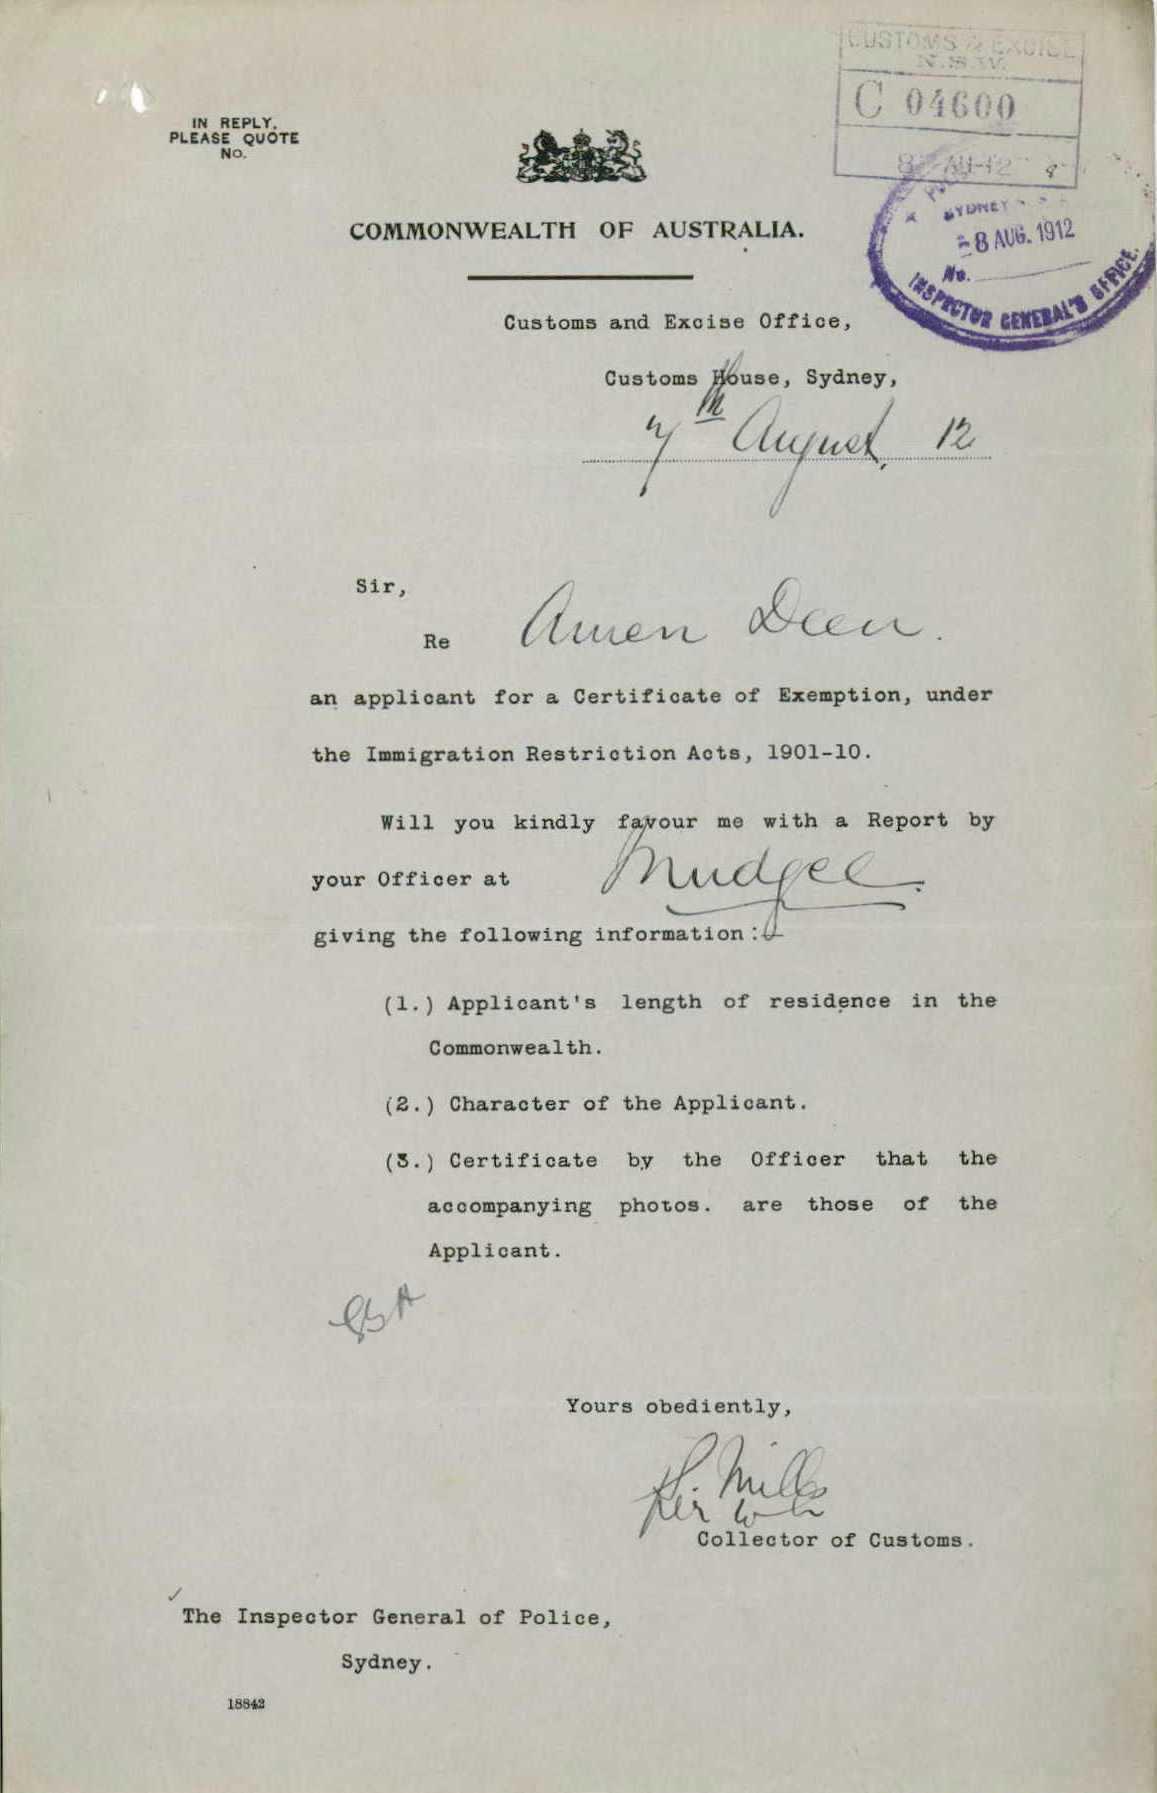 IN REPLY,
PLEASE QUOTE
No.
CUSTOMS & EXCISE
N.S.W.
C 04600
SYDNEY
8 AUG. 1912
No.
INSPECTOR GENERAL'S OFFICE.
COMMONWEALTH OF AUSTRALIA.
Customs and Excise Office,
Customs House, Sydney,
7th August, 12
Sir,
Re Amen Deen.
an applicant for a Certificate of Exemption, under
the Immigration Restriction Acts, 1901-10.
Will you kindly favour me with a Report by
your Officer at Mudgee.
giving the following information:-
(1.) Applicant's length of residence in the
Commonwealth.
(2.) Character of the Applicant.
(3.) Certificate by the Officer that the
accompanying photos. are those of the
Applicant.
Yours obediently,
Mills
Collector of Customs.
The Inspector General of Police,
Sydney.
18842